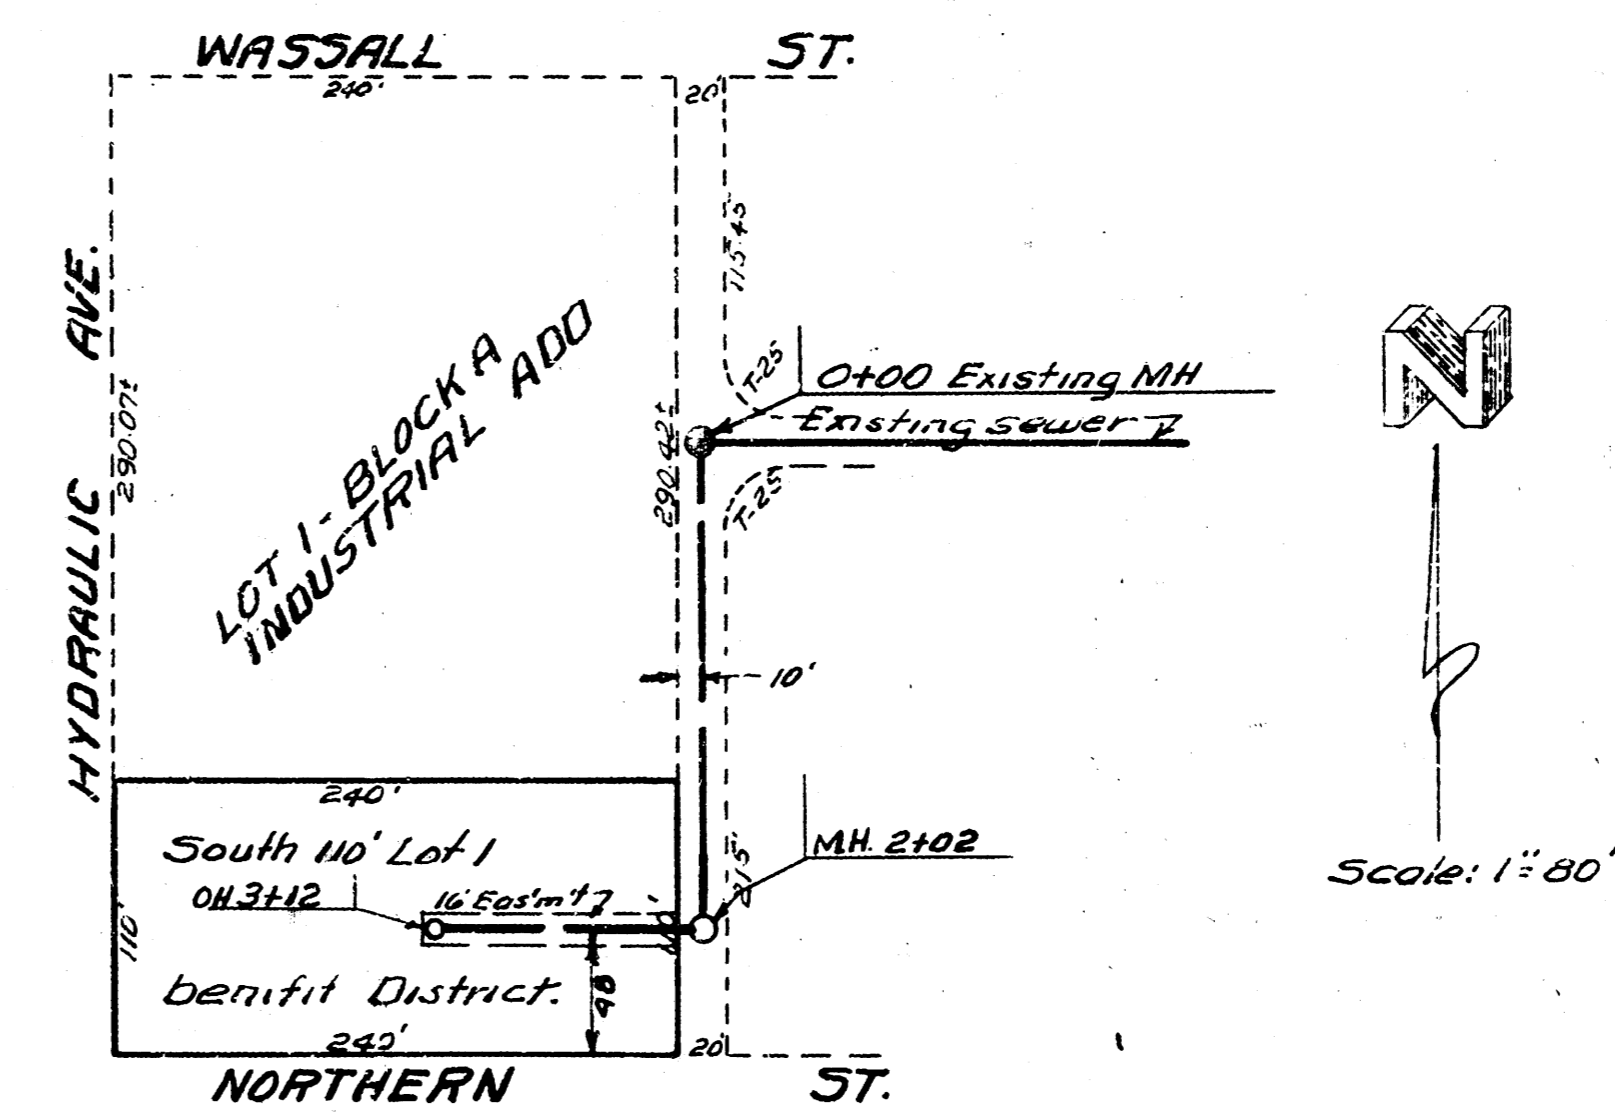 WASSALL ST.
240'
20'
HYDRAULIC AVE.
290.07±
115.45
T-25
0+00 Existing MH
Existing sewer
290.42±
T-25
LOT 1 - BLOCK A
INDUSTRIAL ADD
N
10'
240'
South 110' Lot 1
MH. 2+02
215'
OH 3+12
16' Eas'm't
110'
110'
Scale: 1"=80'
benifit District.
48
240'
20'
NORTHERN ST.